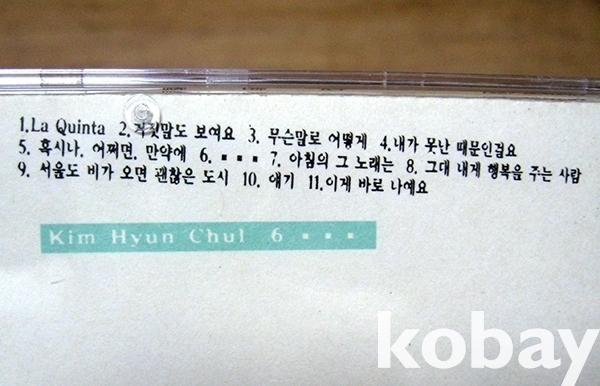 1.La Quinta 2.거짓말도 보여요 3. 무슨말로 어떻게 4.내가 못난 때문인걸요
5. 혹시나. 어쩌면. 만약에 6. ▪ ▪ ▪ 7. 아침의 그 노래는 8. 그대 내게 행복을 주는 사람
9. 서울도 비가 오면 괜찮은 도시 10. 얘기 11.이게 바로 나예요
Kim Hyun Chul 6 ▪ ▪ ▪
kobay